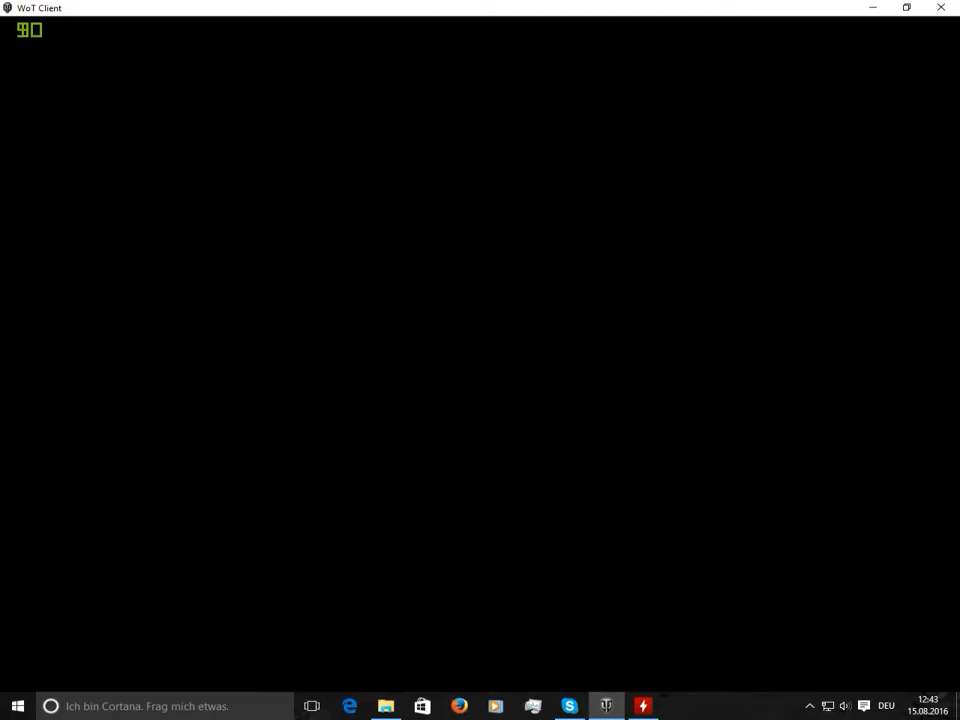 WoT Client
90
Ich bin Cortana. Frag mich etwas.
DEU
12:43
15.08.2016